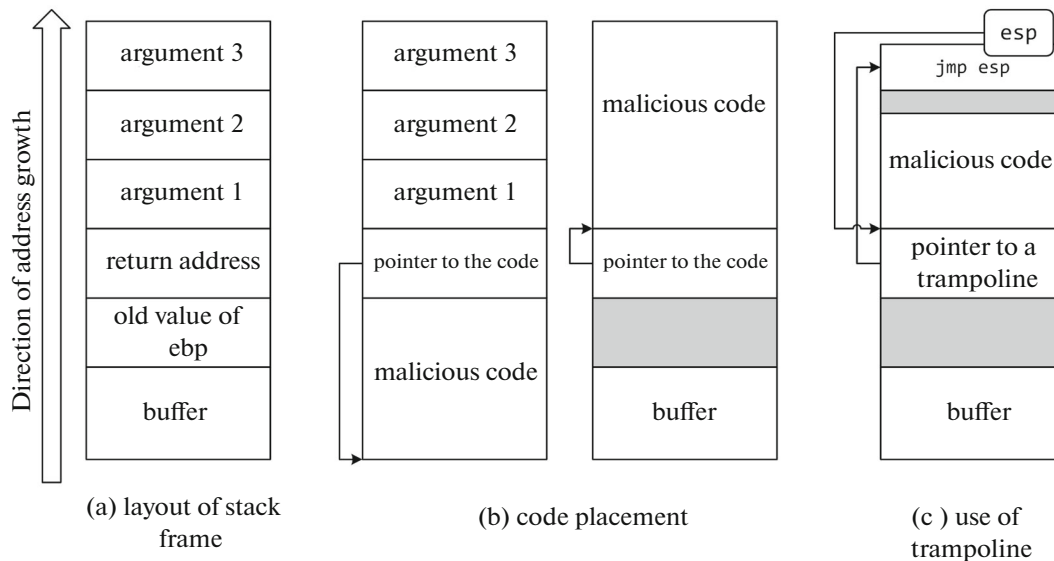 Direction of address growth
argument 3
argument 2
argument 1
return address
old value of
ebp
buffer
(a) layout of stack
frame
argument 3
argument 2
argument 1
pointer to the code
malicious code
malicious code
pointer to the code
buffer
(b) code placement
esp
jmp esp
malicious code
pointer to a
trampoline
buffer
(c ) use of
trampoline